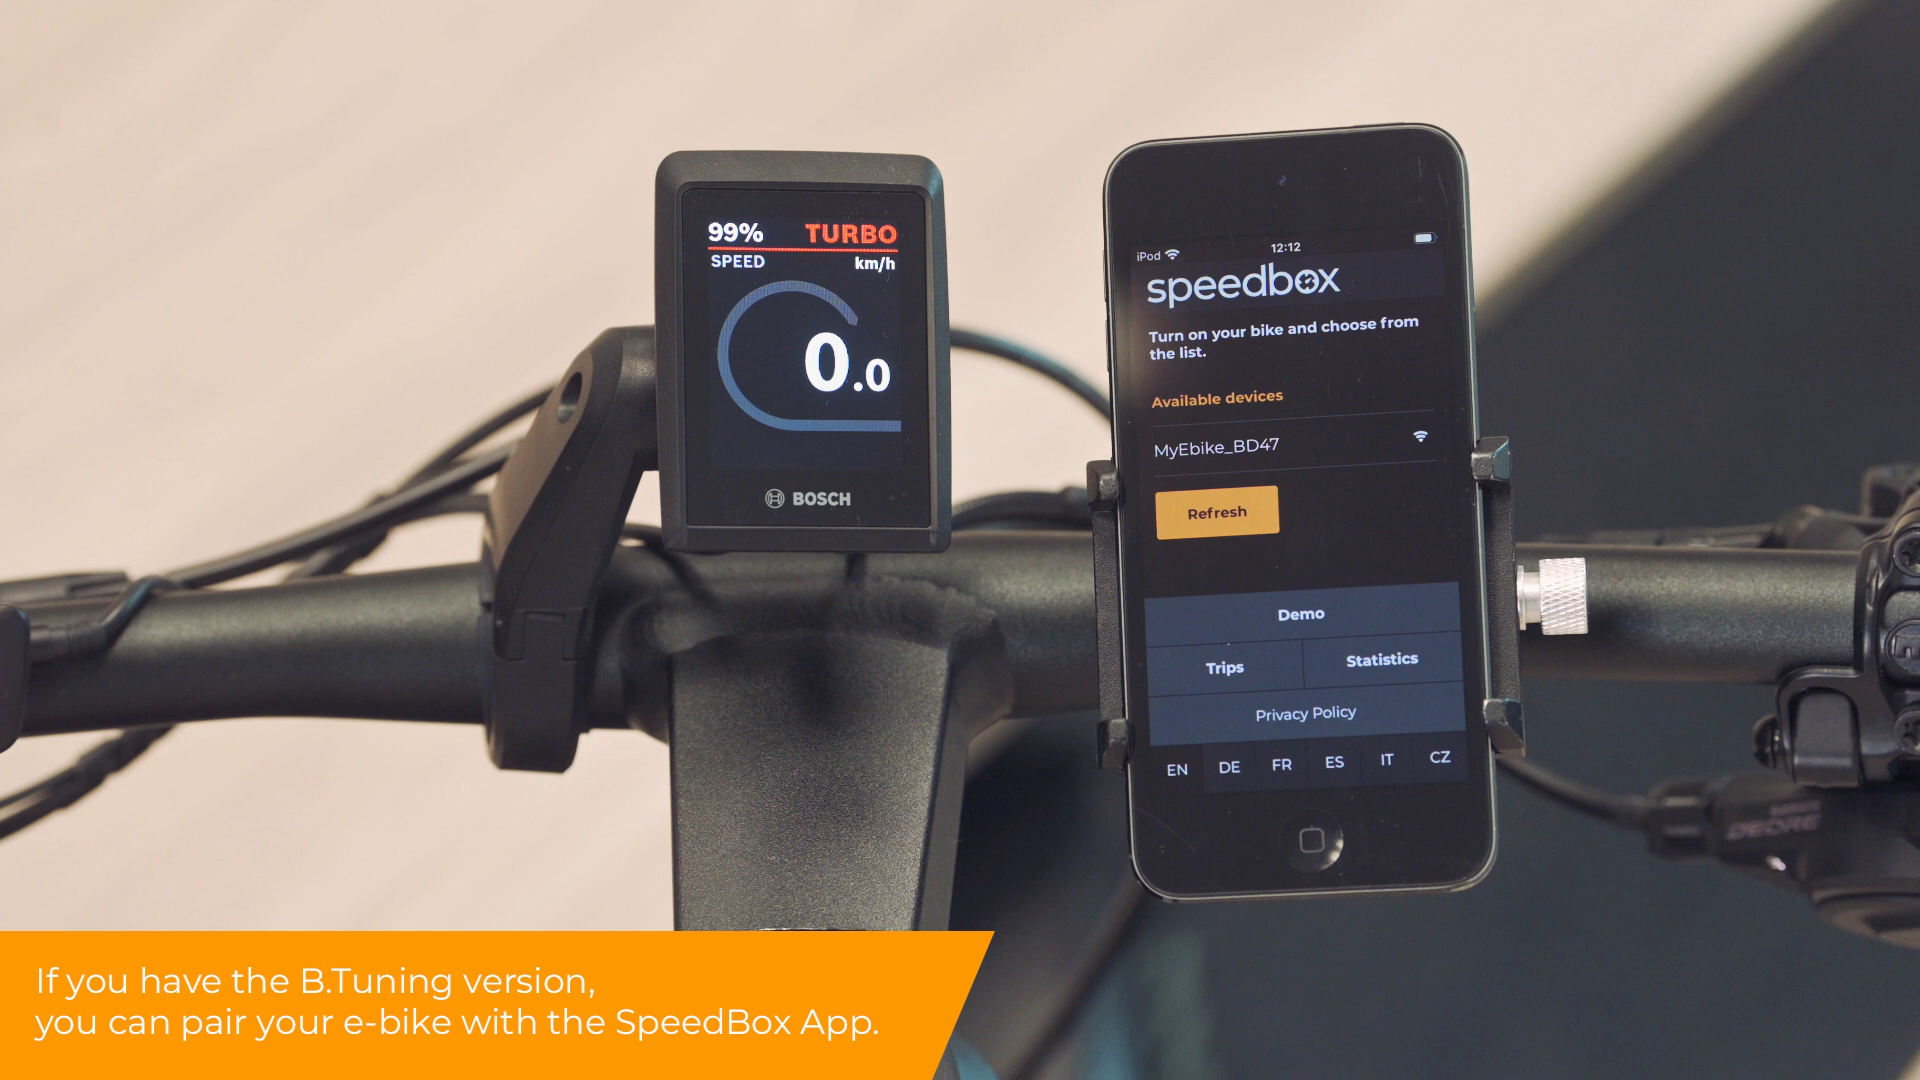 99% TURBO
SPEED km/h
0.0
BOSCH
iPod 12:12
speedbox
Turn on your bike and choose from
the list.
Available devices
MyEbike_BD47
Refresh
Demo
Trips Statistics
Privacy Policy
EN DE FR ES IT CZ
DEORE
If you have the B.Tuning version,
you can pair your e-bike with the SpeedBox App.